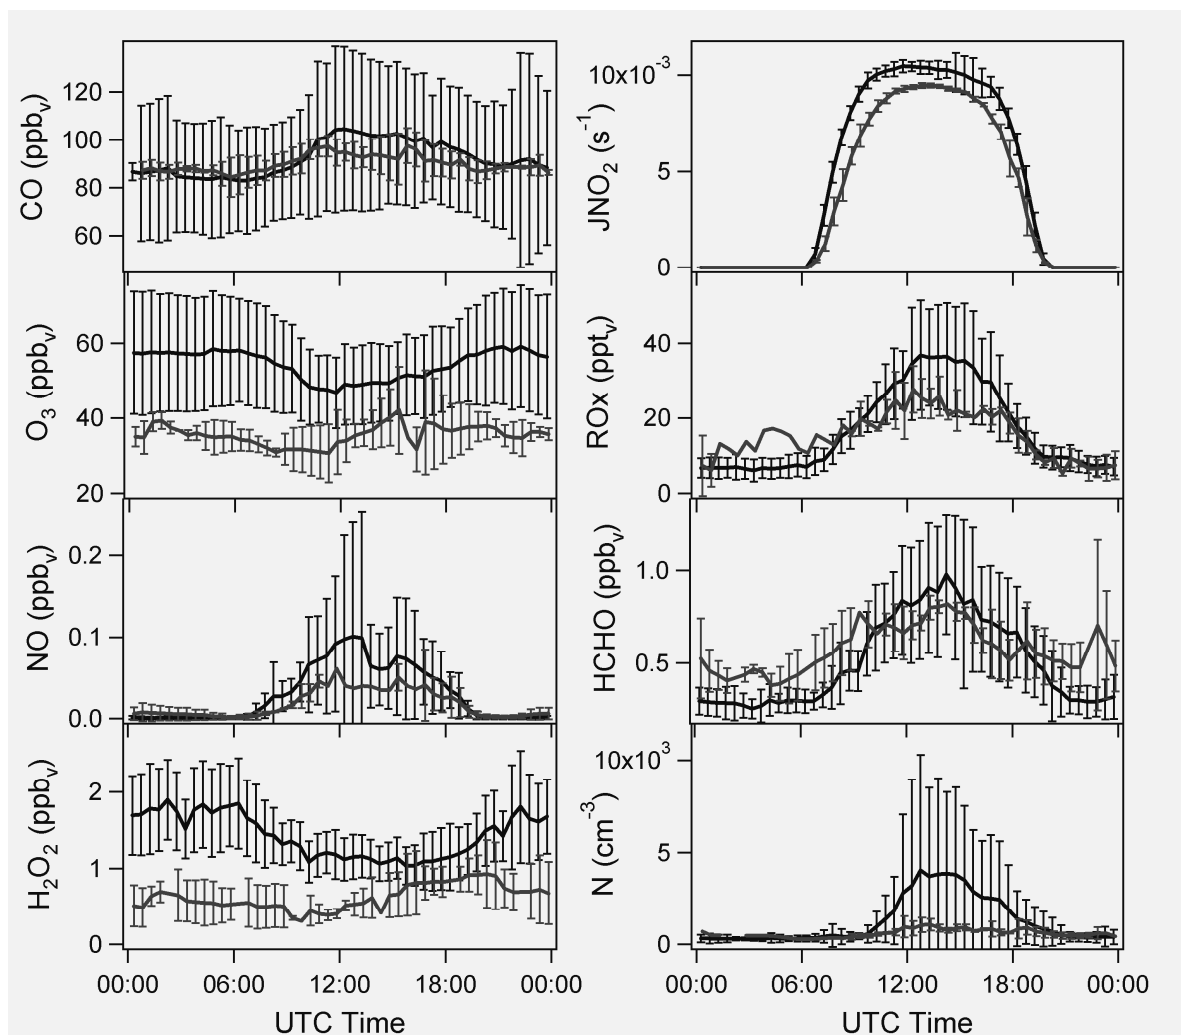 CO (ppbv)
120
100
80
60
JNO2 (s-1)
10x10-3
5
0
O3 (ppbv)
60
40
20
ROx (pptv)
40
20
0
NO (ppbv)
0.2
0.1
0.0
HCHO (ppbv)
1.0
0.5
H2O2 (ppbv)
2
1
0
N (cm-3)
10x103
5
0
00:00 06:00 12:00 18:00 00:00
00:00 06:00 12:00 18:00 00:00
UTC Time
UTC Time